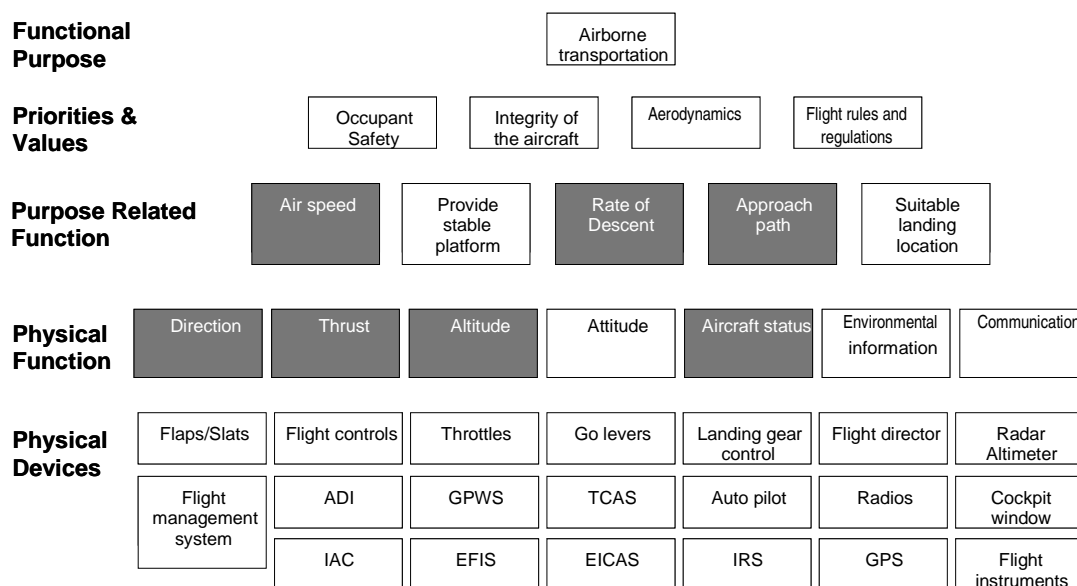 Functional
Purpose
Airborne
transportation
Priorities &
Values
Occupant
Safety
Integrity of
the aircraft
Aerodynamics
Flight rules and
regulations
Purpose Related
Function
Air speed
Provide
stable
platform
Rate of
Descent
Approach
path
Suitable
landing
location
Physical
Function
Direction
Thrust
Altitude
Attitude
Aircraft status
Environmental
information
Communication
Physical
Devices
Flaps/Slats
Flight controls
Throttles
Go levers
Landing gear
control
Flight director
Radar
Altimeter
Flight
management
system
ADI
GPWS
TCAS
Auto pilot
Radios
Cockpit
window
IAC
EFIS
EICAS
IRS
GPS
Flight
instruments